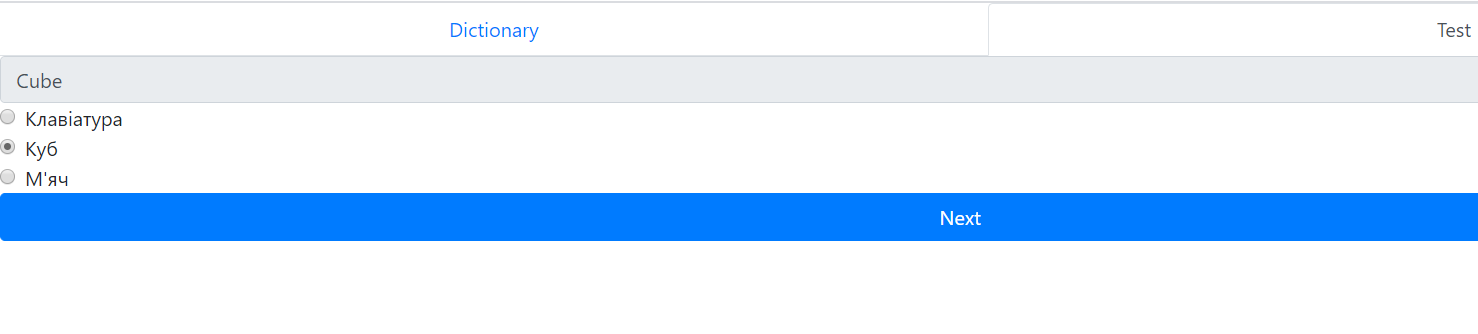 Dictionary Test
Cube
Клавіатура
Куб
М'яч
Next